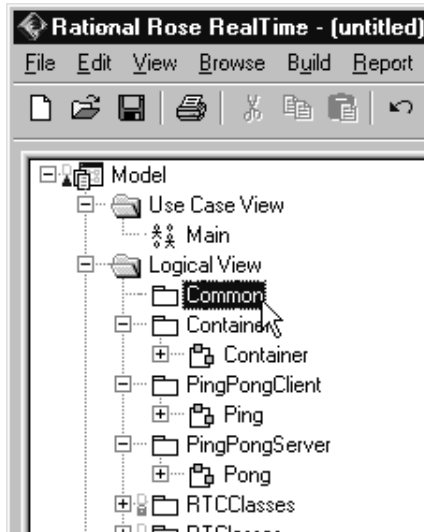 Rational Rose RealTime - (untitled)
File Edit View Browse Build Report
Model
Use Case View
Main
Logical View
Common
Container
Container
PingPongClient
Ping
PingPongServer
Pong
RTCClasses
RTClasses